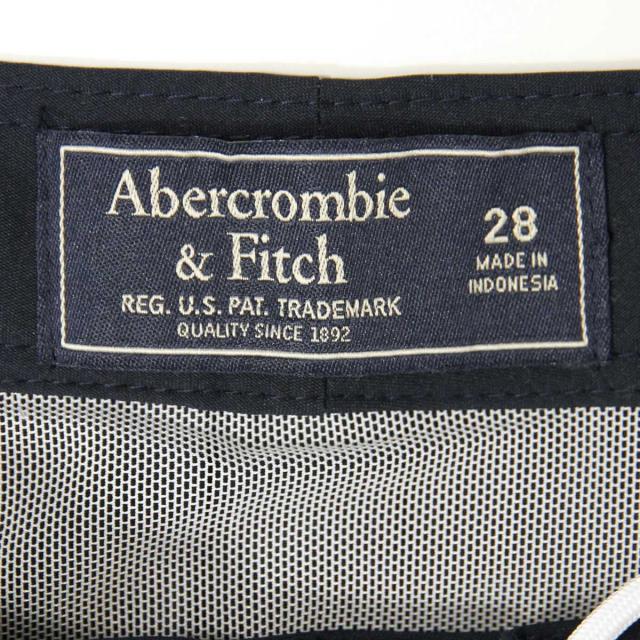 Abercrombie
& Fitch
REG. U.S. PAT. TRADEMARK
QUALITY SINCE 1892
28
MADE IN
INDONESIA